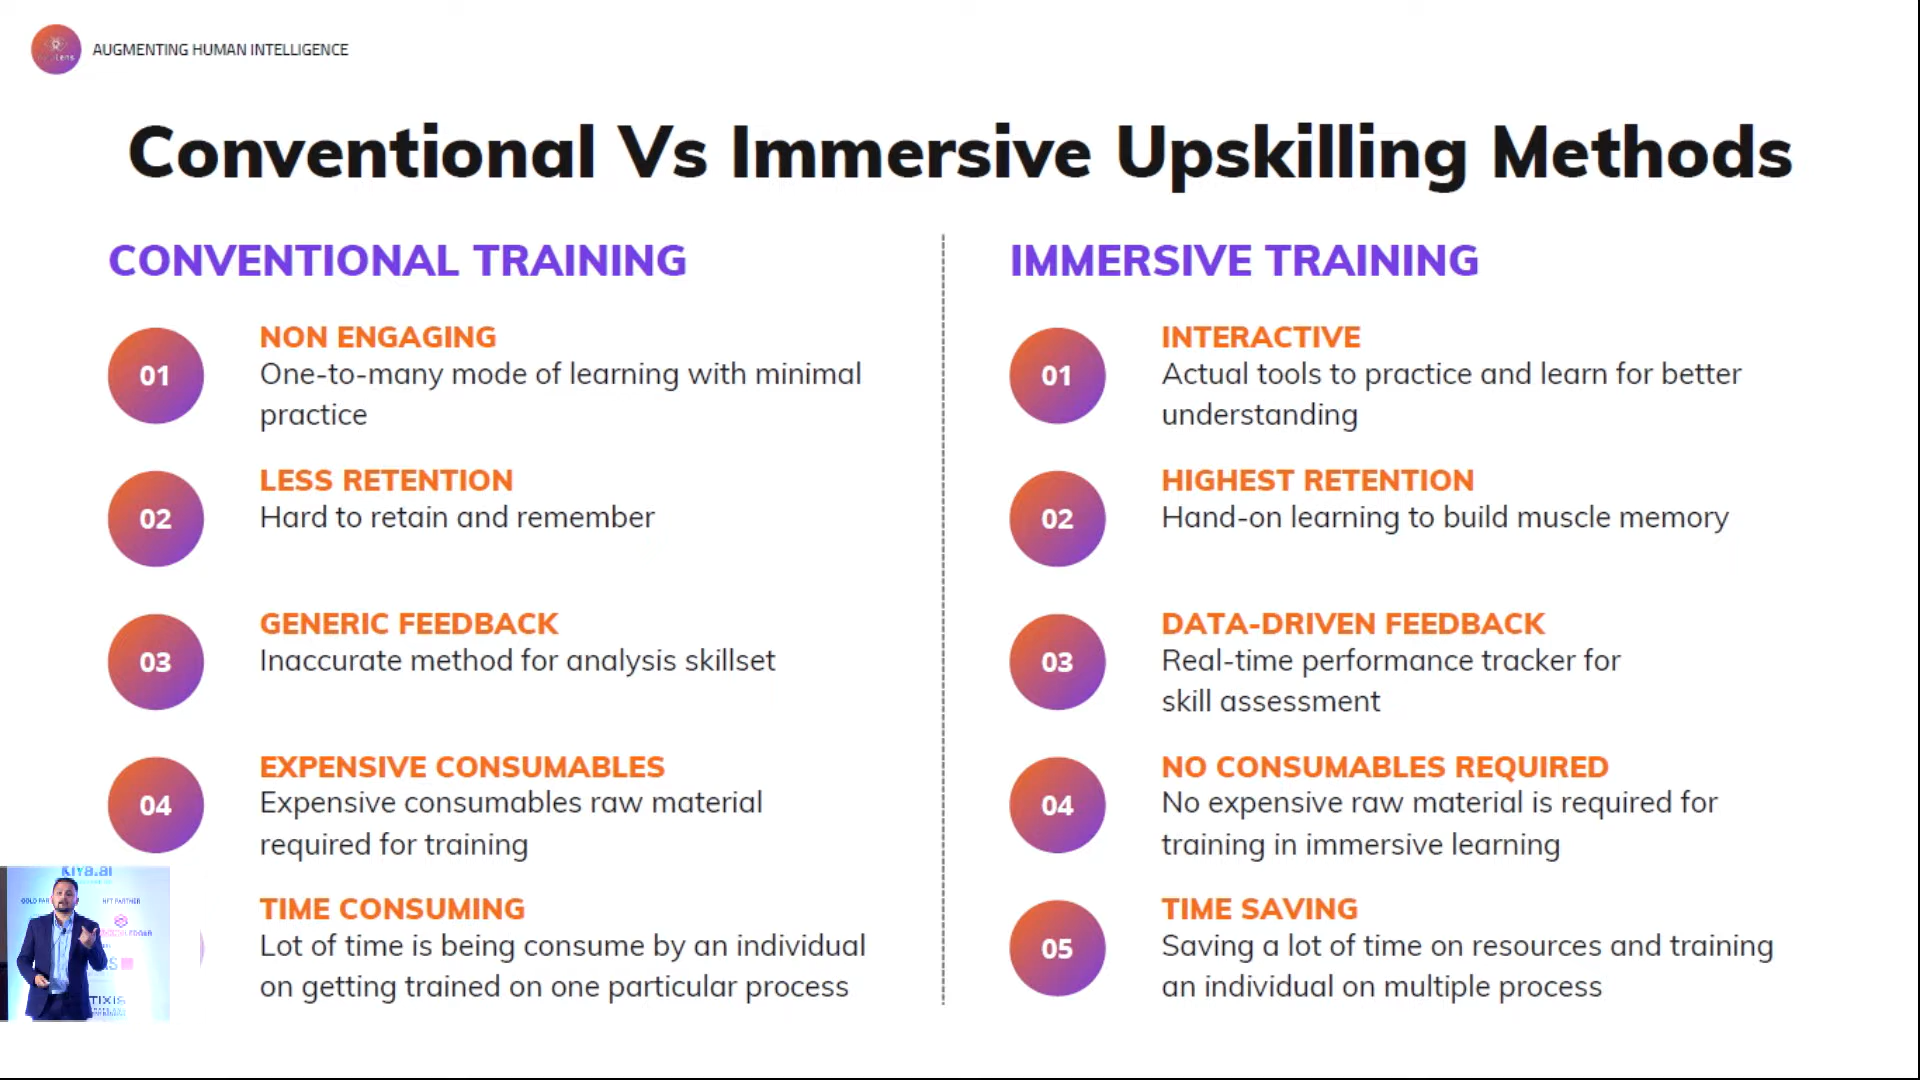 AUGMENTING HUMAN INTELLIGENCE
Conventional Vs Immersive Upskilling Methods
CONVENTIONAL TRAINING
01
NON ENGAGING
One-to-many mode of learning with minimal
practice
02
LESS RETENTION
Hard to retain and remember
03
GENERIC FEEDBACK
Inaccurate method for analysis skillset
04
EXPENSIVE CONSUMABLES
Expensive consumables raw material
required for training
TIME CONSUMING
Lot of time is being consume by an individual
on getting trained on one particular process
IMMERSIVE TRAINING
01
INTERACTIVE
Actual tools to practice and learn for better
understanding
02
HIGHEST RETENTION
Hand-on learning to build muscle memory
03
DATA-DRIVEN FEEDBACK
Real-time performance tracker for
skill assessment
04
NO CONSUMABLES REQUIRED
No expensive raw material is required for
training in immersive learning
05
TIME SAVING
Saving a lot of time on resources and training
an individual on multiple process
Kiya.ai
GOLD PAR
NFT PARTNER